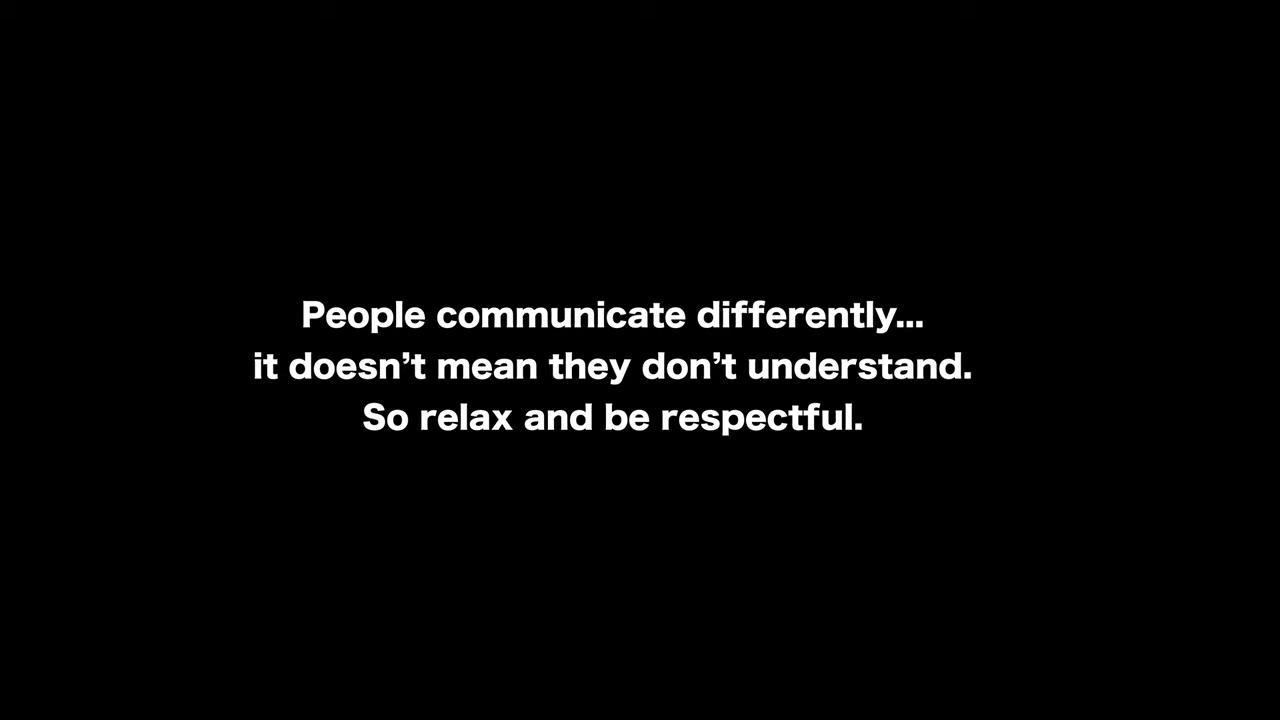 People communicate differently...
it doesn’t mean they don’t understand.
So relax and be respectful.